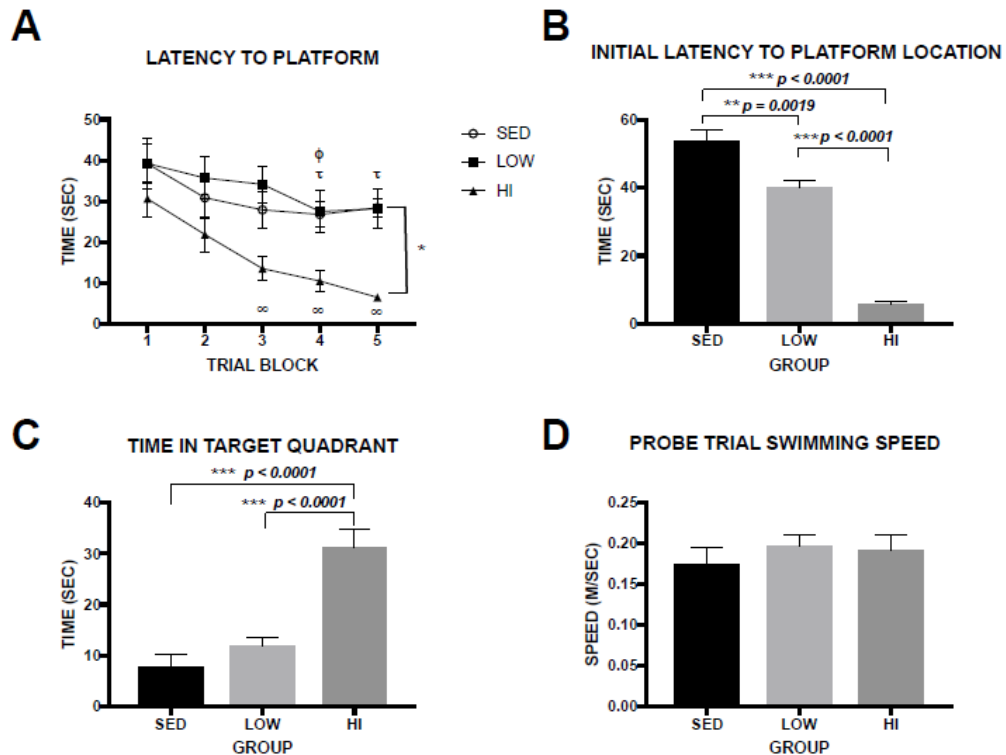 A
LATENCY TO PLATFORM
TIME (SEC)
50
40
30
20
10
0
ϕ
τ τ
*
∞ ∞ ∞
1 2 3 4 5
TRIAL BLOCK
SED
LOW
HI
B
INITIAL LATENCY TO PLATFORM LOCATION
*** p < 0.0001
** p = 0.0019
*** p < 0.0001
TIME (SEC)
60
40
20
0
SED LOW HI
GROUP
C
TIME IN TARGET QUADRANT
*** p < 0.0001
*** p < 0.0001
TIME (SEC)
40
30
20
10
0
SED LOW HI
GROUP
D
PROBE TRIAL SWIMMING SPEED
SPEED (M/SEC)
0.25
0.20
0.15
0.10
0.05
0.00
SED LOW HI
GROUP